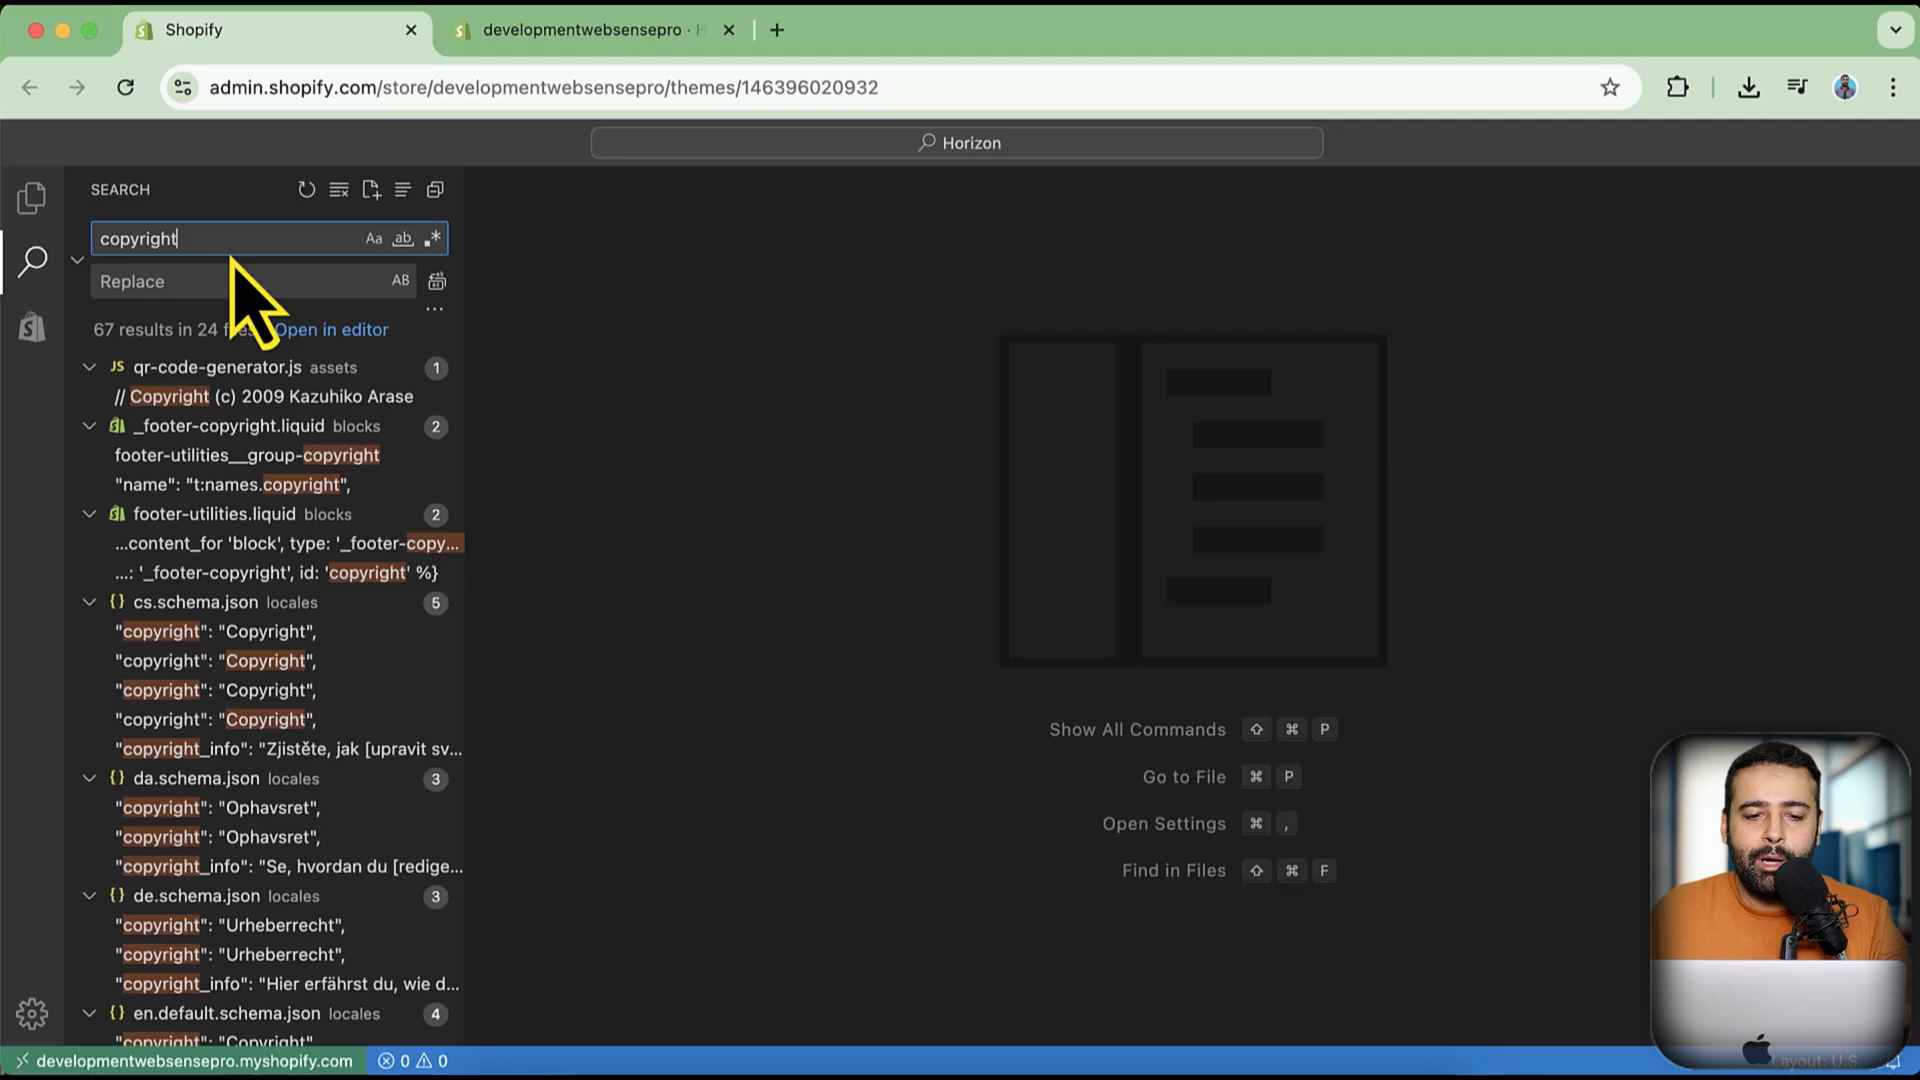 Shopify
developmentwebsensepro · H
admin.shopify.com/store/developmentwebsensepro/themes/146396020932
Horizon
SEARCH
copyright
Aa ab
Replace
AB
67 results in 24 Open in editor
JS qr-code-generator.js assets 1
// Copyright (c) 2009 Kazuhiko Arase
_footer-copyright.liquid blocks 2
footer-utilities__group-copyright
"name": "t:names.copyright",
footer-utilities.liquid blocks 2
...content_for 'block', type: '_footer-copy...
...: '_footer-copyright', id: 'copyright' %}
{} cs.schema.json locales 5
"copyright": "Copyright",
"copyright": "Copyright",
"copyright": "Copyright",
"copyright": "Copyright",
"copyright_info": "Zjistěte, jak [upravit sv...
{} da.schema.json locales 3
"copyright": "Ophavsret",
"copyright": "Ophavsret",
"copyright_info": "Se, hvordan du [redige...
{} de.schema.json locales 3
"copyright": "Urheberrecht",
"copyright": "Urheberrecht",
"copyright_info": "Hier erfährst du, wie d...
{} en.default.schema.json locales 4
"copyright": "Copyright"
Show All Commands ⇧ ⌘ P
Go to File ⌘ P
Open Settings ⌘ ,
Find in Files ⇧ ⌘ F
developmentwebsensepro.myshopify.com 0 0
Layout: U.S.